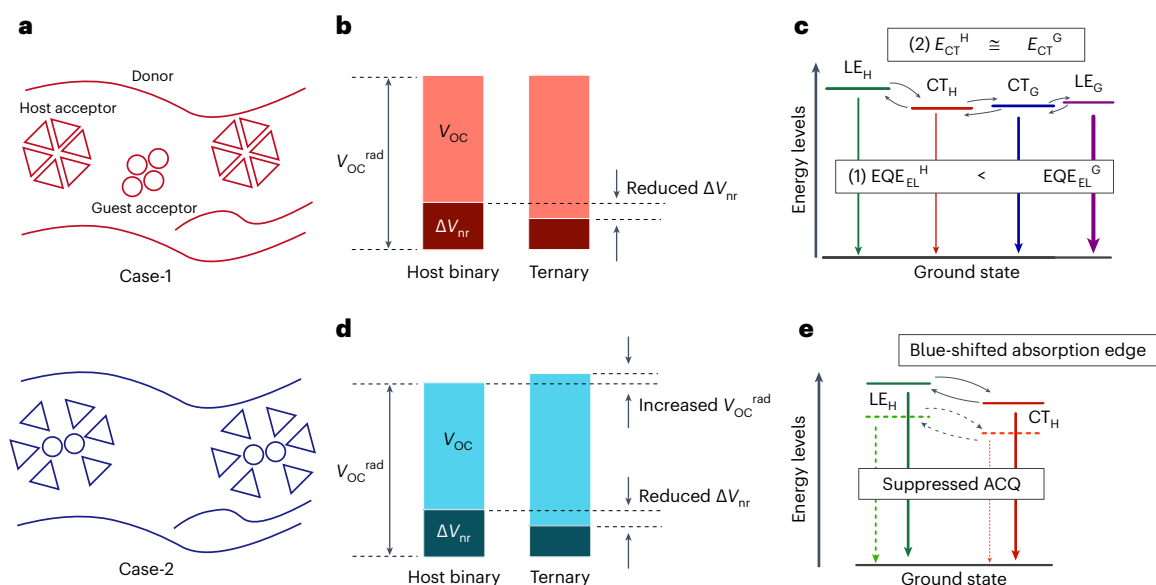 a
Donor
Host acceptor
Guest acceptor
Case-1
Case-2
b
V_OC^rad
V_OC
ΔV_nr
Reduced ΔV_nr
Host binary
Ternary
c
(2) E_CT^H ≅ E_CT^G
LE_H
CT_H
CT_G
LE_G
Energy levels
(1) EQE_EL^H < EQE_EL^G
Ground state
d
V_OC^rad
V_OC
ΔV_nr
Increased V_OC^rad
Reduced ΔV_nr
Host binary
Ternary
e
Blue-shifted absorption edge
LE_H
CT_H
Energy levels
Suppressed ACQ
Ground state